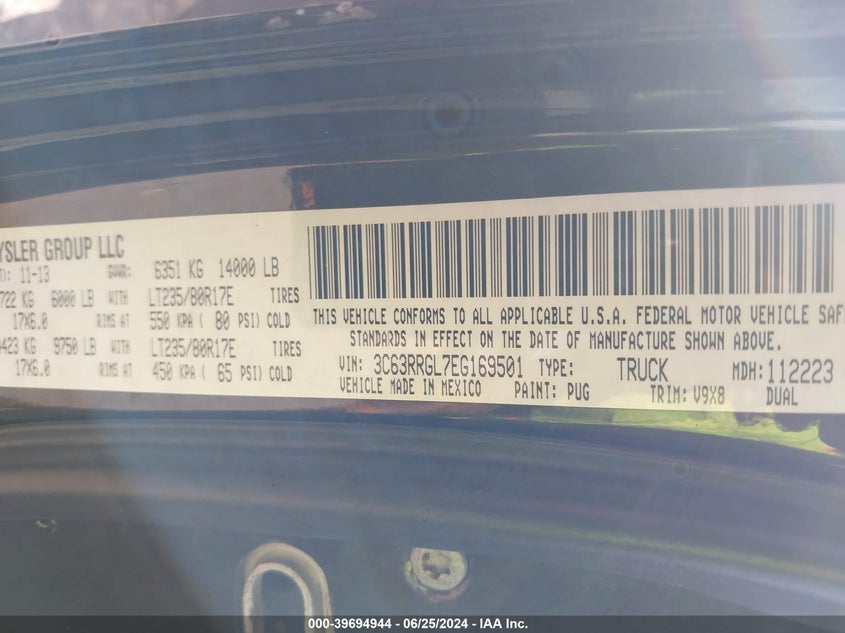 YSLER GROUP LLC
11-13 GVWR: 6351 KG 14000 LB
722 KG 6000 LB WITH LT235/80R17E TIRES
17X6.0 RIMS AT 550 KPA ( 80 PSI) COLD
423 KG 9750 LB WITH LT235/80R17E TIRES
17X6.0 RIMS AT 450 KPA ( 65 PSI) COLD
THIS VEHICLE CONFORMS TO ALL APPLICABLE U.S.A. FEDERAL MOTOR VEHICLE SAF
STANDARDS IN EFFECT ON THE DATE OF MANUFACTURE SHOWN ABOVE.
VIN: 3C63RRGL7EG169501 TYPE: TRUCK MDH: 112223
VEHICLE MADE IN MEXICO PAINT: PUG TRIM: V9X8 DUAL
000-39694944 - 06/25/2024 - IAA Inc.